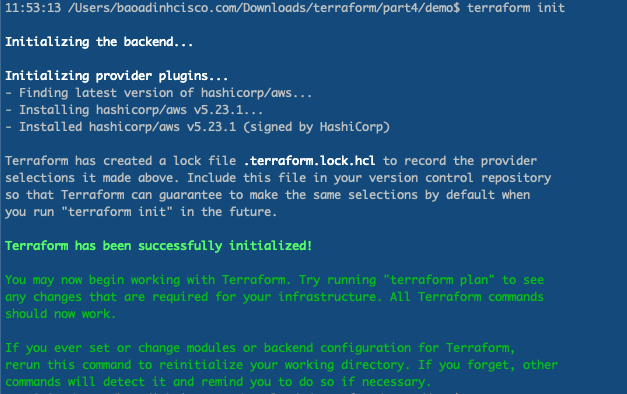 11:53:13 /Users/baoadinhcisco.com/Downloads/terraform/part4/demo$ terraform init
Initializing the backend...
Initializing provider plugins...
- Finding latest version of hashicorp/aws...
- Installing hashicorp/aws v5.23.1...
- Installed hashicorp/aws v5.23.1 (signed by HashiCorp)
Terraform has created a lock file .terraform.lock.hcl to record the provider
selections it made above. Include this file in your version control repository
so that Terraform can guarantee to make the same selections by default when
you run "terraform init" in the future.
Terraform has been successfully initialized!
You may now begin working with Terraform. Try running "terraform plan" to see
any changes that are required for your infrastructure. All Terraform commands
should now work.
If you ever set or change modules or backend configuration for Terraform,
rerun this command to reinitialize your working directory. If you forget, other
commands will detect it and remind you to do so if necessary.